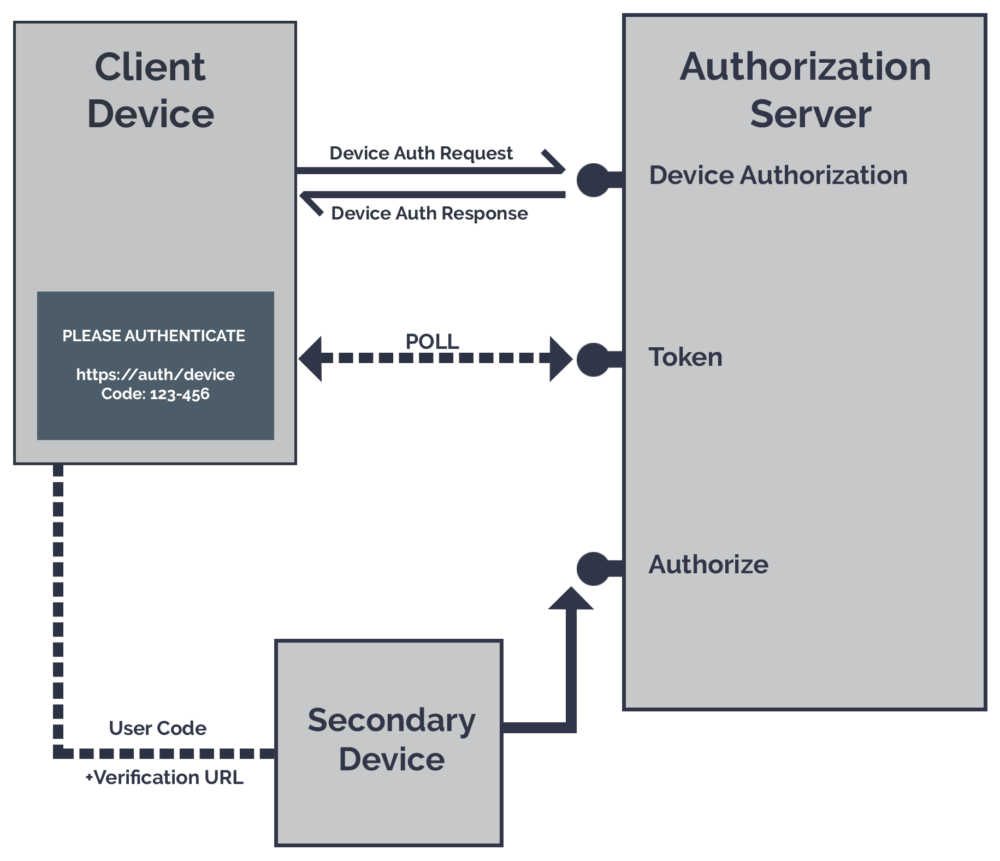 Client
Device
Authorization
Server
Device Auth Request
Device Authorization
Device Auth Response
PLEASE AUTHENTICATE
https://auth/device
Code: 123-456
POLL
Token
Authorize
User Code
+Verification URL
Secondary
Device